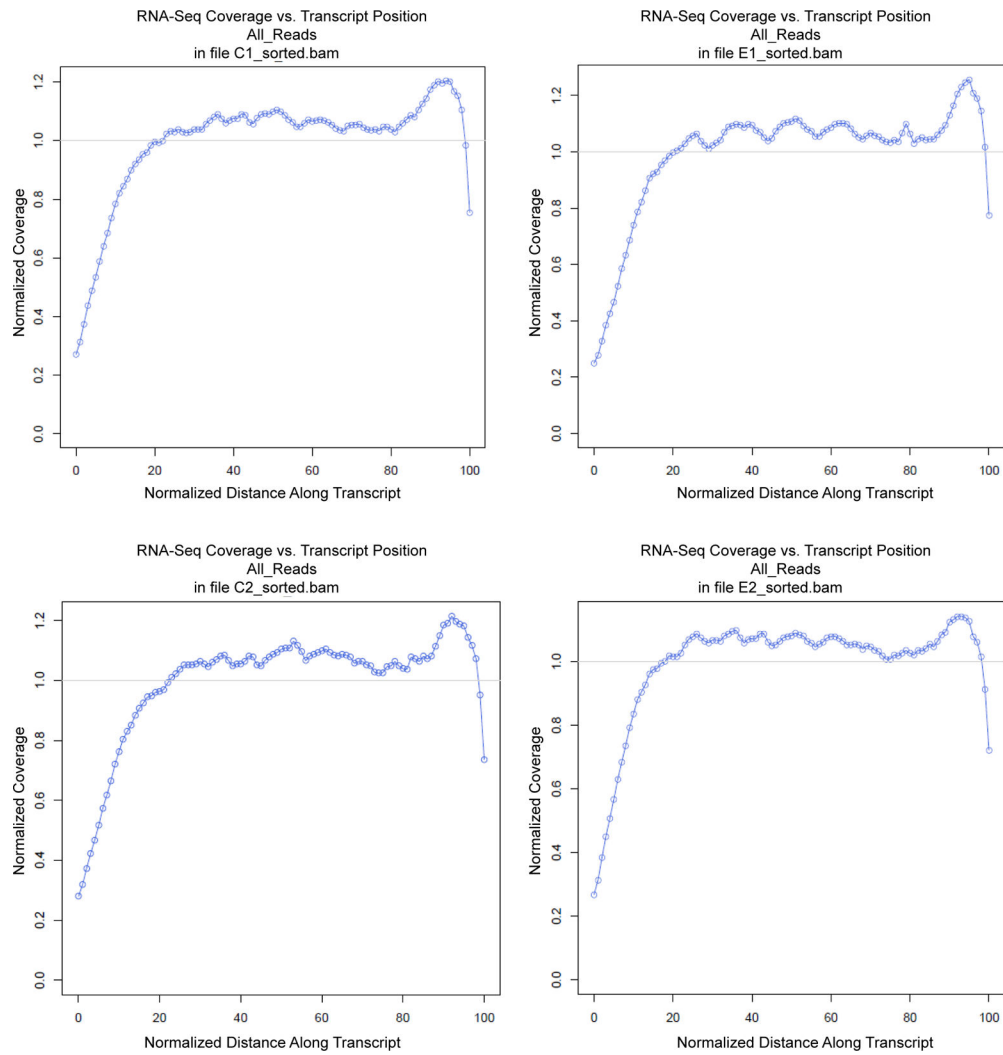 RNA-Seq Coverage vs. Transcript Position
All_Reads
in file C1_sorted.bam
Normalized Coverage
0.0 0.2 0.4 0.6 0.8 1.0 1.2
0 20 40 60 80 100
Normalized Distance Along Transcript
RNA-Seq Coverage vs. Transcript Position
All_Reads
in file E1_sorted.bam
Normalized Coverage
0.0 0.2 0.4 0.6 0.8 1.0 1.2
0 20 40 60 80 100
Normalized Distance Along Transcript
RNA-Seq Coverage vs. Transcript Position
All_Reads
in file C2_sorted.bam
Normalized Coverage
0.0 0.2 0.4 0.6 0.8 1.0 1.2
0 20 40 60 80 100
Normalized Distance Along Transcript
RNA-Seq Coverage vs. Transcript Position
All_Reads
in file E2_sorted.bam
Normalized Coverage
0.0 0.2 0.4 0.6 0.8 1.0
0 20 40 60 80 100
Normalized Distance Along Transcript